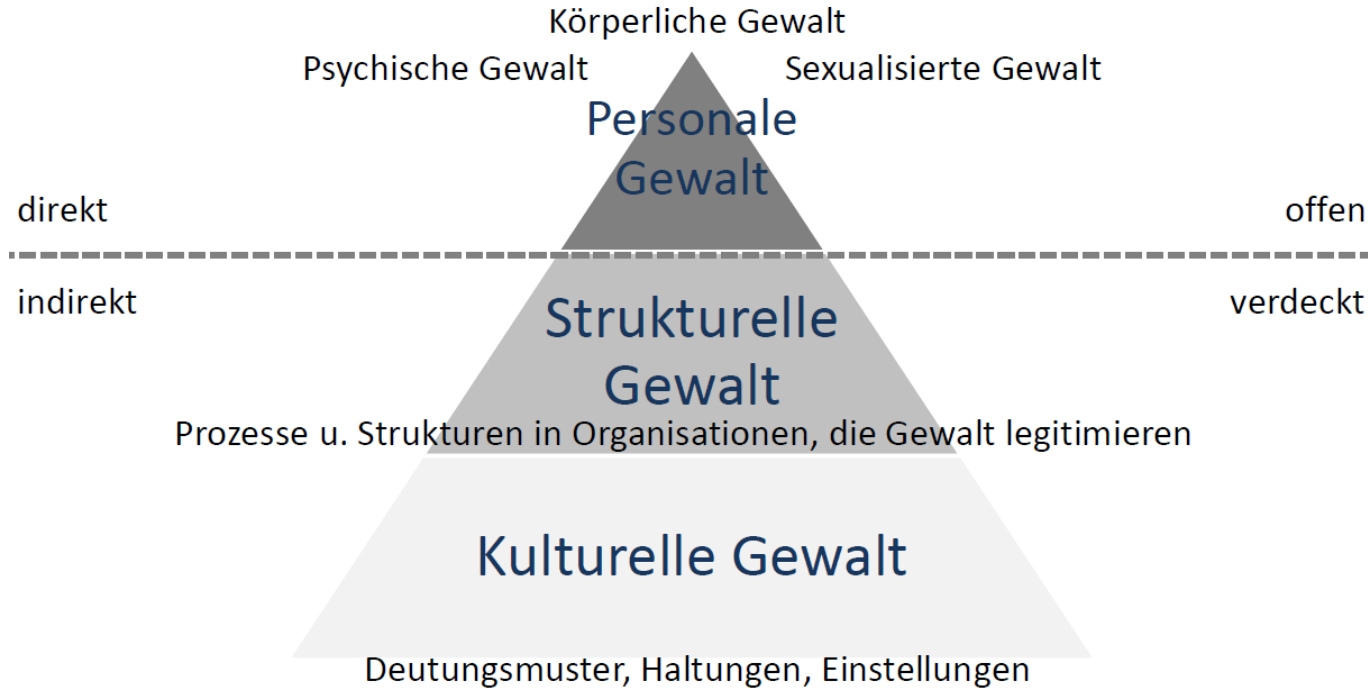 Körperliche Gewalt
Psychische Gewalt
Sexualisierte Gewalt
Personale
Gewalt
direkt
offen
indirekt
verdeckt
Strukturelle
Gewalt
Prozesse u. Strukturen in Organisationen, die Gewalt legitimieren
Kulturelle Gewalt
Deutungsmuster, Haltungen, Einstellungen